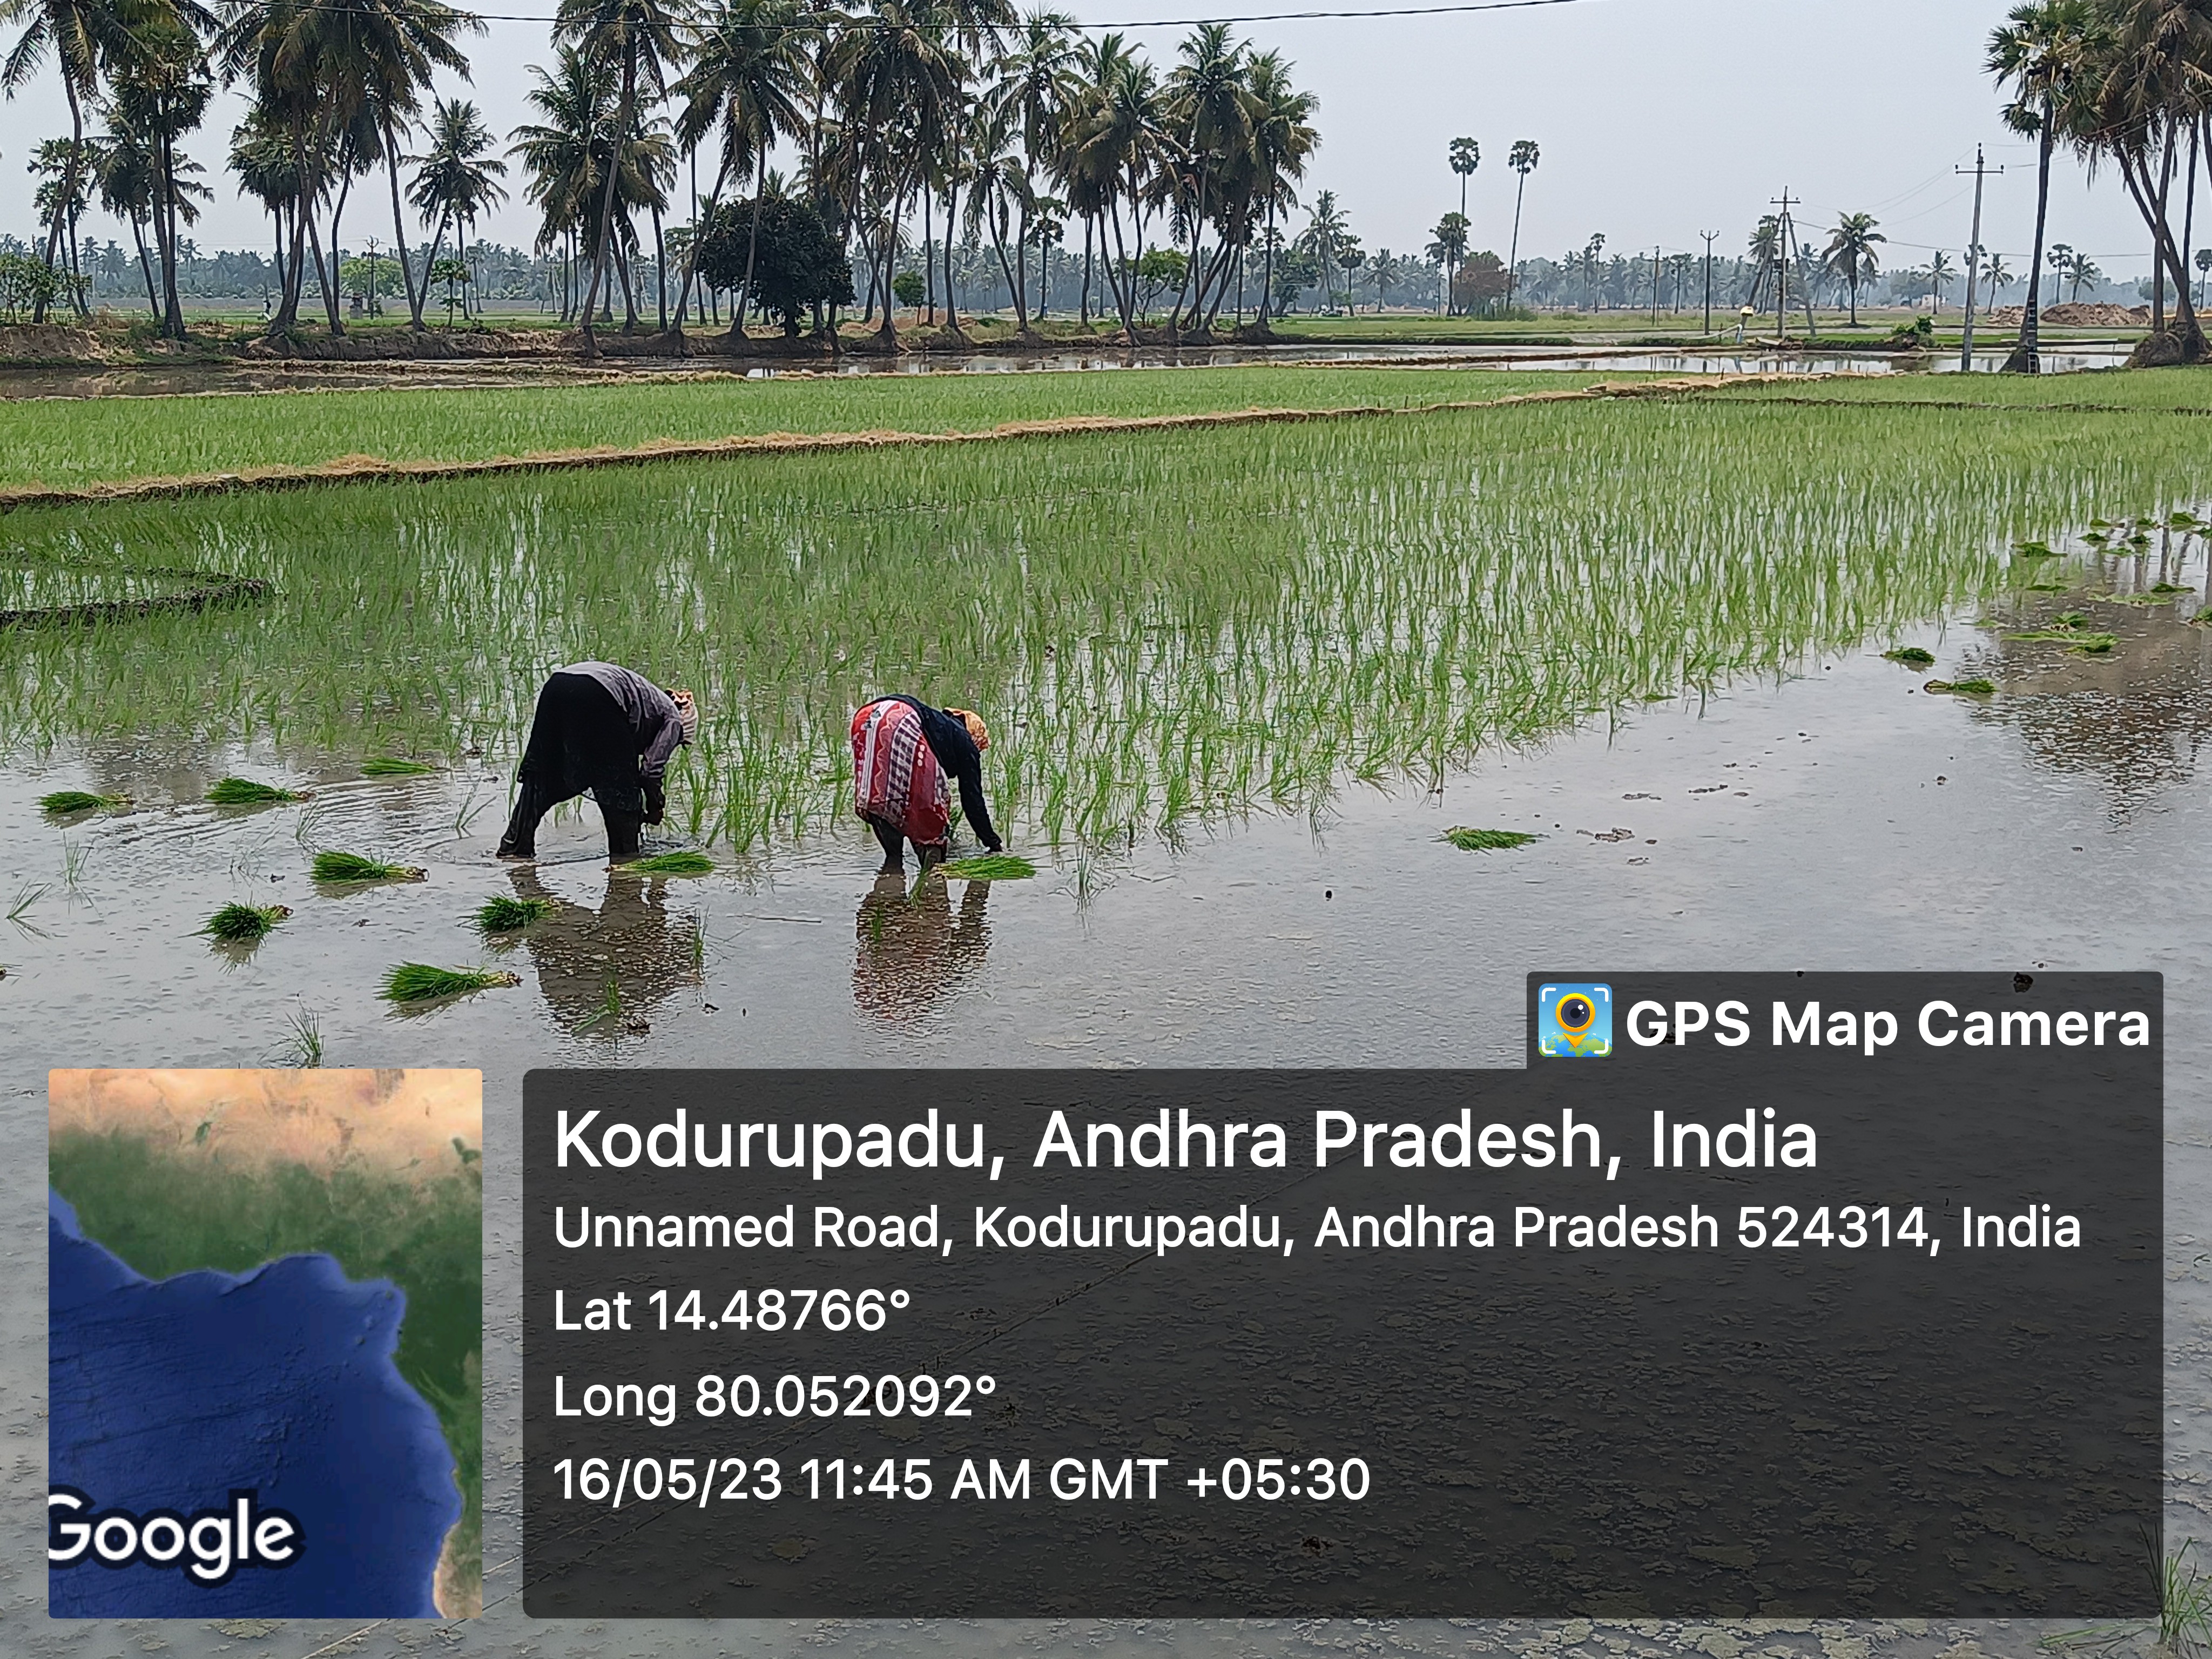 GPS Map Camera
Kodurupadu, Andhra Pradesh, India
Unnamed Road, Kodurupadu, Andhra Pradesh 524314, India
Lat 14.48766°
Long 80.052092°
16/05/23 11:45 AM GMT +05:30
Google